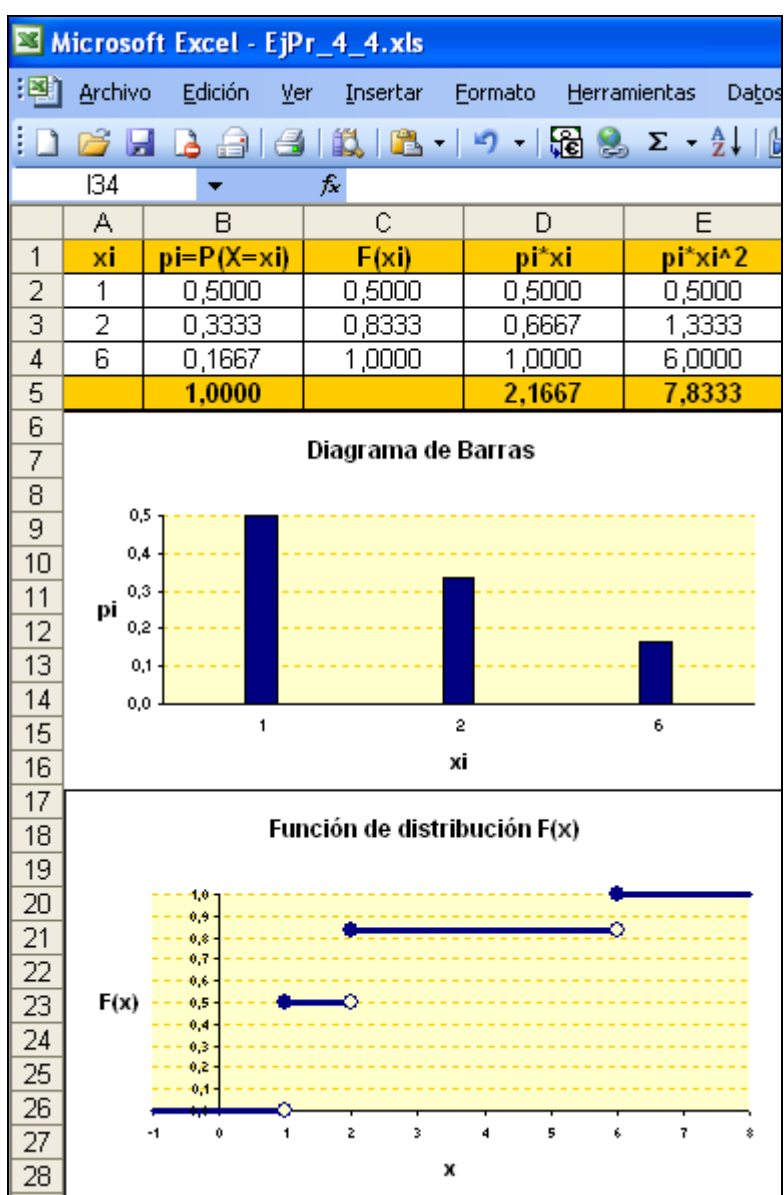 Microsoft Excel - EjPr_4_4.xls
Archivo Edición Ver Insertar Formato Herramientas Datos
I34 fx
A B C D E
1 xi pi=P(X=xi) F(xi) pi*xi pi*xi^2
2 1 0,5000 0,5000 0,5000 0,5000
3 2 0,3333 0,8333 0,6667 1,3333
4 6 0,1667 1,0000 1,0000 6,0000
5 1,0000 2,1667 7,8333
6
7 Diagrama de Barras
8
9 0,5
10 0,4
11 0,3
pi
12 0,2
13 0,1
14 0,0
15 1 2 6
16 xi
17
18 Función de distribución F(x)
19
20 1,0
0,9
21 0,8
22 0,7
0,6
23 F(x) 0,5
24 0,4
0,3
25 0,2
0,1
26 0,0
27 -1 0 1 2 3 4 5 6 7 8
28 x